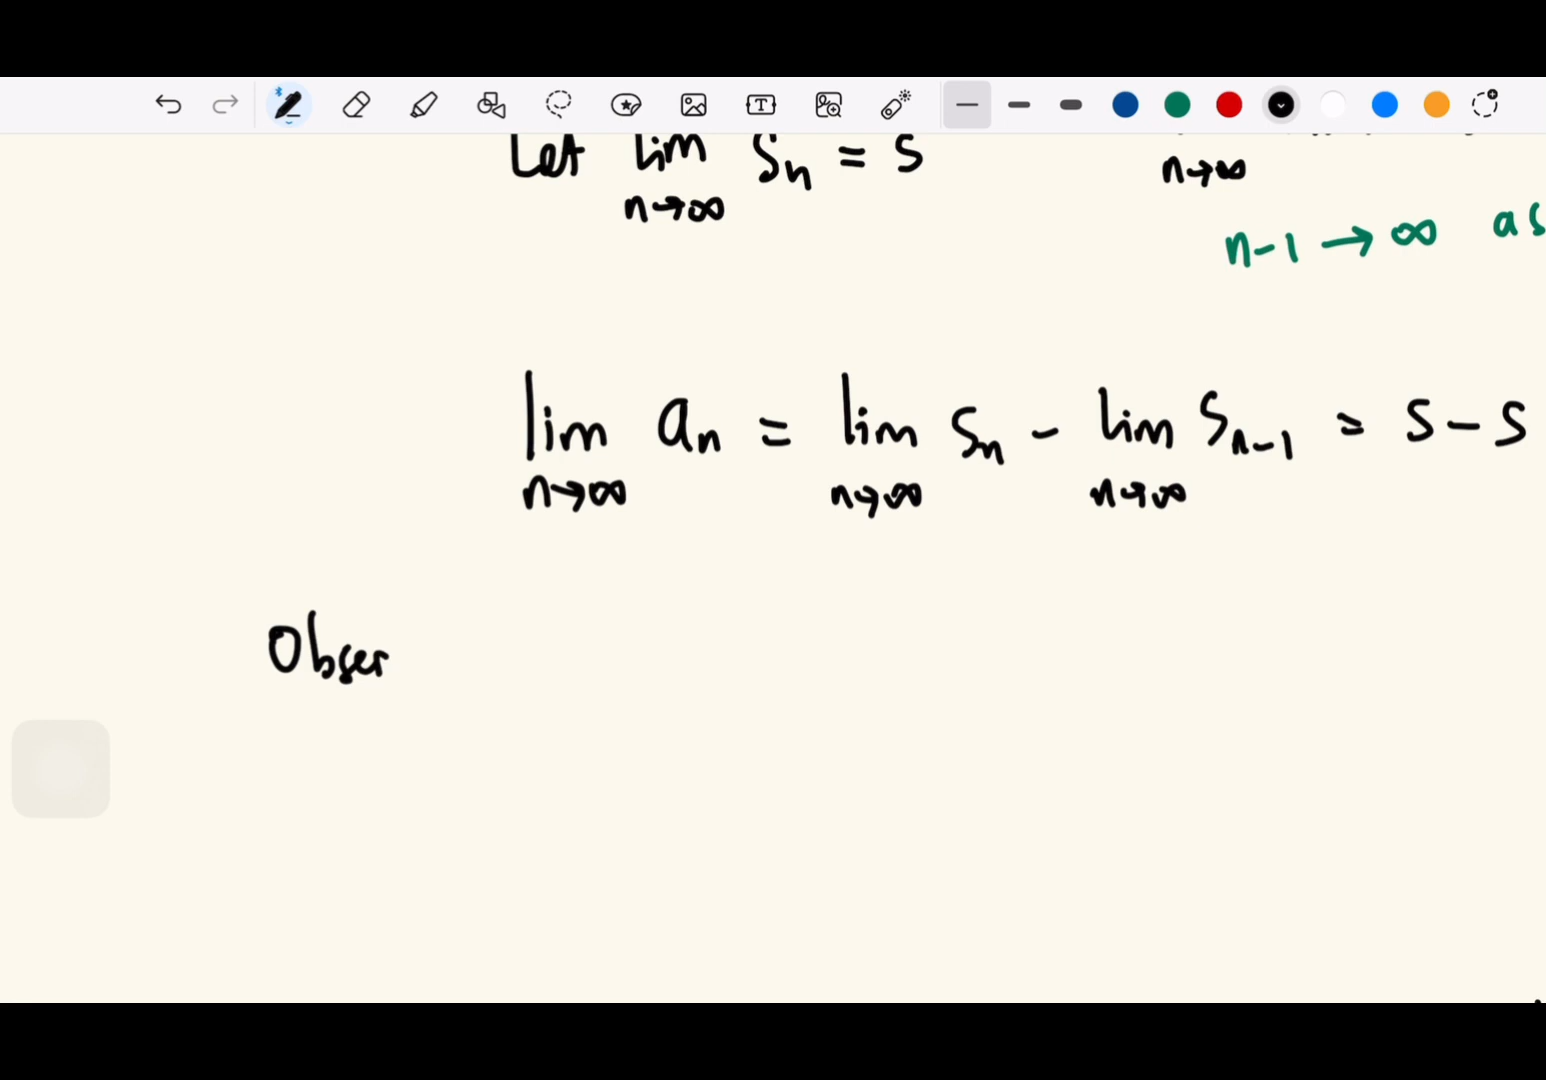 Let lim Sn = S
n→∞
n→∞
n-1 → ∞ as
lim an = lim Sn - lim Sn-1 = S - S
n→∞ n→∞ n→∞
Obser